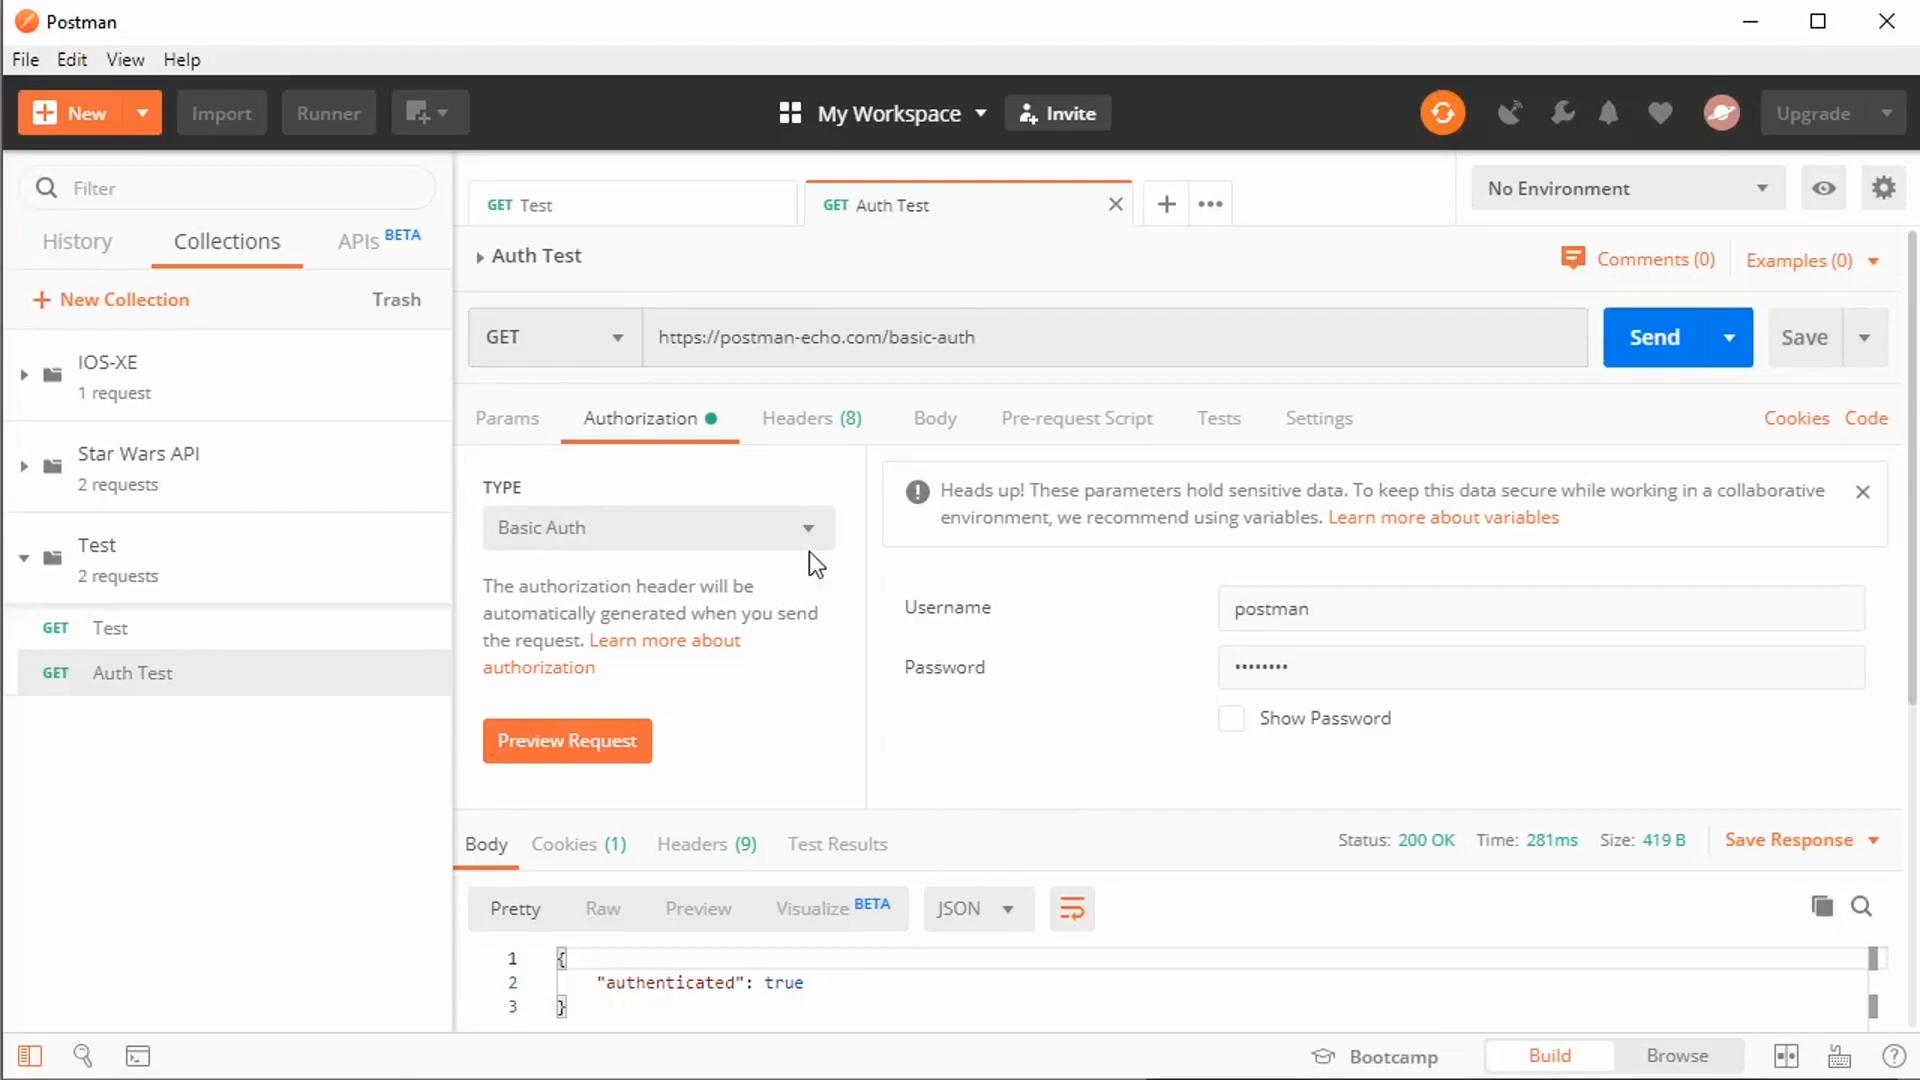 Postman
File Edit View Help
New Import Runner My Workspace Invite Upgrade
Filter
History Collections APIs BETA
+ New Collection Trash
IOS-XE
1 request
Star Wars API
2 requests
Test
2 requests
GET Test
GET Auth Test
GET Test
GET Auth Test
No Environment
Auth Test
Comments (0) Examples (0)
GET https://postman-echo.com/basic-auth Send Save
Params Authorization Headers (8) Body Pre-request Script Tests Settings Cookies Code
TYPE
Basic Auth
The authorization header will be
automatically generated when you send
the request. Learn more about
authorization
Preview Request
Heads up! These parameters hold sensitive data. To keep this data secure while working in a collaborative
environment, we recommend using variables. Learn more about variables
Username postman
Password ••••••••
Show Password
Body Cookies (1) Headers (9) Test Results Status: 200 OK Time: 281ms Size: 419 B Save Response
Pretty Raw Preview Visualize BETA JSON
1 {
2 "authenticated": true
3 }
Bootcamp Build Browse